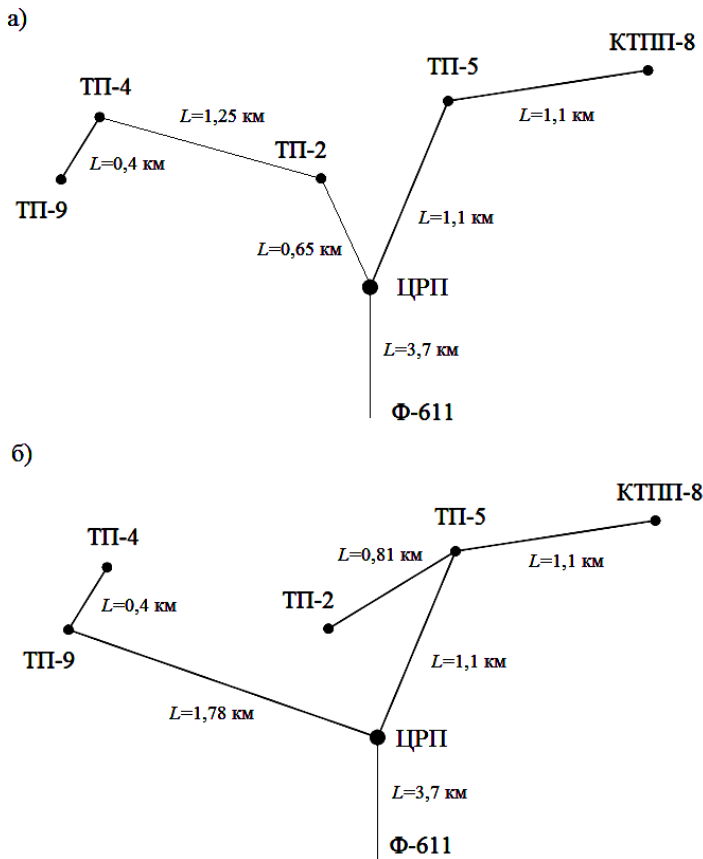 а)
КТПП-8
ТП-5
ТП-4
L=1,25 км
L=1,1 км
ТП-2
L=0,4 км
ТП-9
L=1,1 км
L=0,65 км
ЦРП
L=3,7 км
Ф-611
б)
КТПП-8
ТП-5
ТП-4
L=0,81 км
L=1,1 км
ТП-2
L=0,4 км
ТП-9
L=1,1 км
L=1,78 км
ЦРП
L=3,7 км
Ф-611